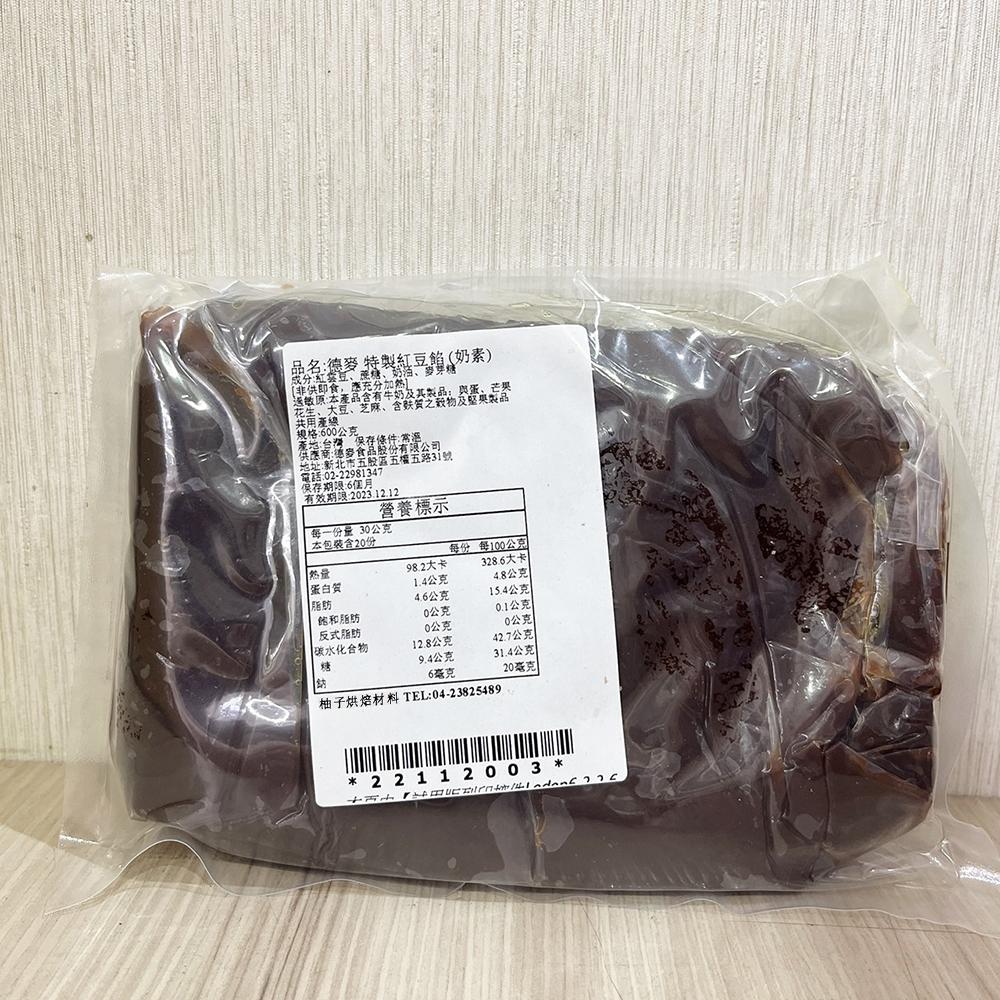 品名:德麥 特製紅豆餡(奶素)
成分:紅雲豆、蔗糖、奶油、麥芽糖
[非供即食，應充分加熱]
過敏原:本產品含有牛奶及其製品；與蛋、芒果
花生、大豆、芝麻、含麩質之穀物及堅果製品
共用產線
規格:600公克
產地:台灣 保存條件:常溫
供應商:德麥食品股份有限公司
地址:新北市五股區五權五路31號
電話:02-22981347
保存期限:6個月
有效期限:2023.12.12
營養標示
每一份量 30公克
本包裝含20份
每份 每100公克
熱量 98.2大卡 328.6大卡
蛋白質 1.4公克 4.8公克
脂肪 4.6公克 15.4公克
飽和脂肪 0公克 0.1公克
反式脂肪 0公克 0公克
碳水化合物 12.8公克 42.7公克
糖 9.4公克 31.4公克
鈉 6毫克 20毫克
柚子烘焙材料 TEL:04-23825489
*22112003*